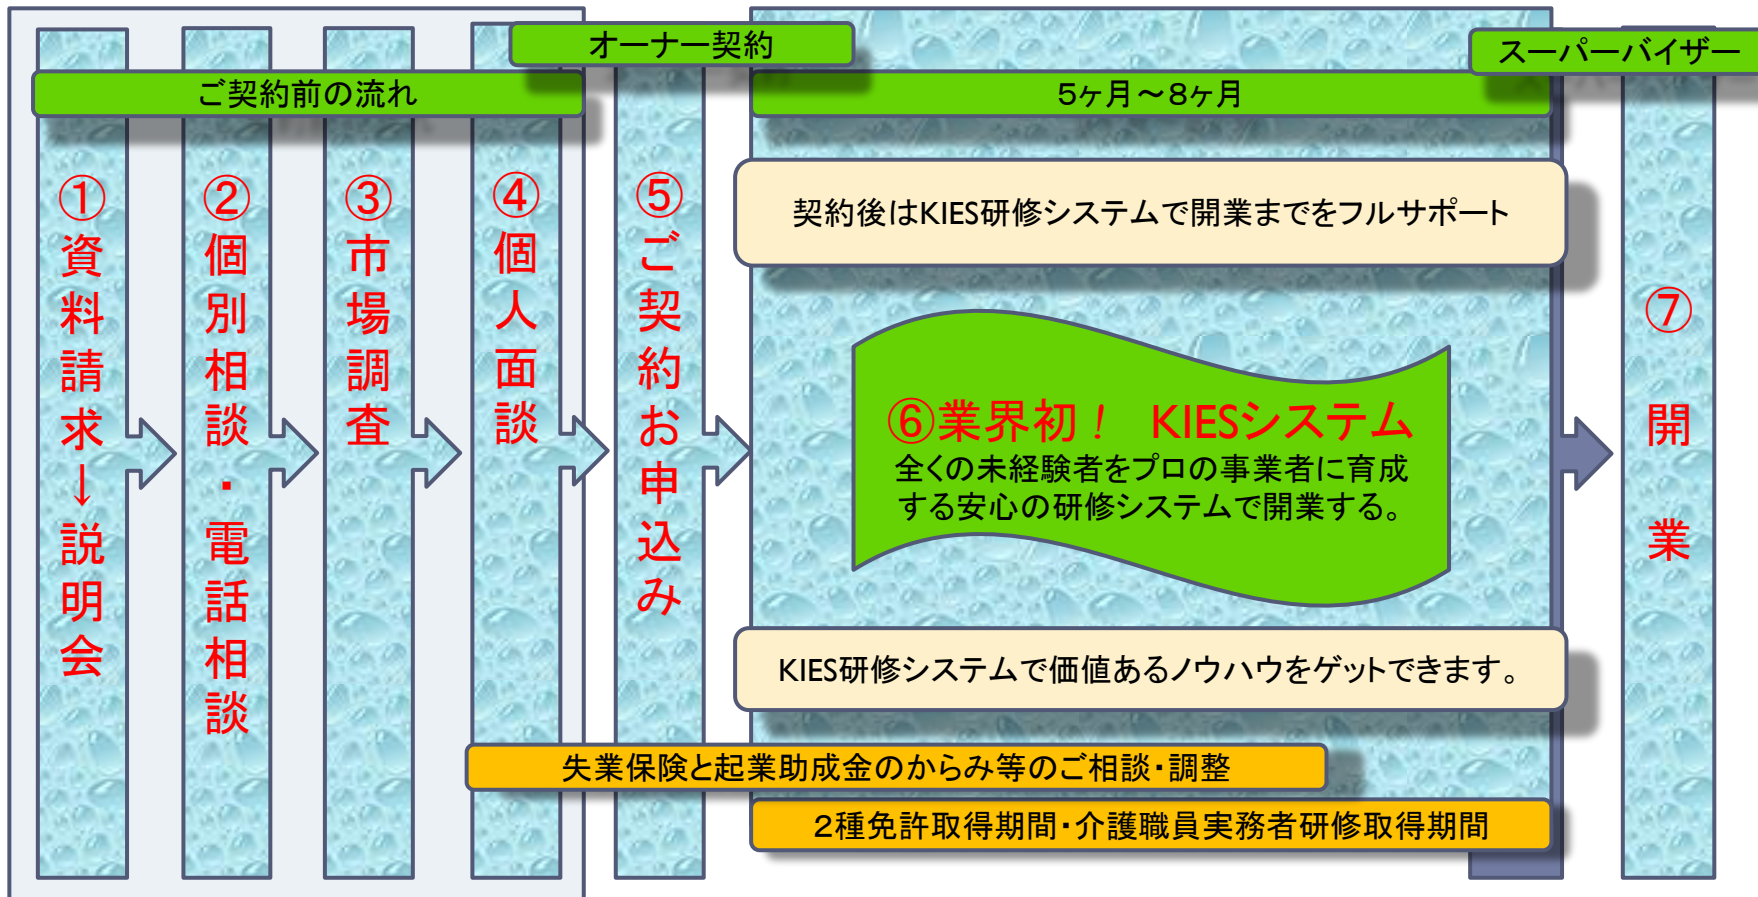 オーナー契約
スーパーバイザー
ご契約前の流れ
5ヶ月～8ヶ月
①資料請求→説明会
②個別相談・電話相談
③市場調査
④個人面談
⑤ご契約お申込み
契約後はKIES研修システムで開業までをフルサポート
⑥業界初！ KIESシステム
全くの未経験者をプロの事業者に育成
する安心の研修システムで開業する。
KIES研修システムで価値あるノウハウをゲットできます。
失業保険と起業助成金のからみ等のご相談・調整
2種免許取得期間・介護職員実務者研修取得期間
⑦開業